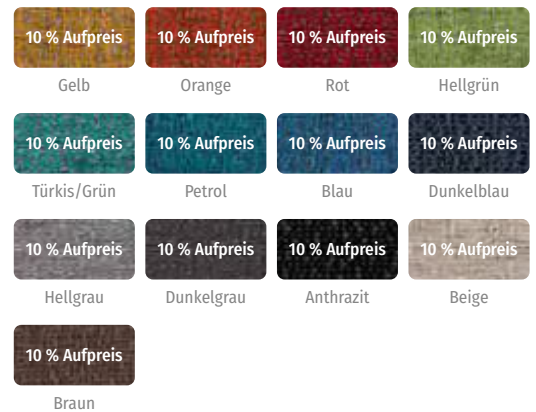 10 % Aufpreis 10 % Aufpreis 10 % Aufpreis 10 % Aufpreis
Gelb Orange Rot Hellgrün
10 % Aufpreis 10 % Aufpreis 10 % Aufpreis 10 % Aufpreis
Türkis/Grün Petrol Blau Dunkelblau
10 % Aufpreis 10 % Aufpreis 10 % Aufpreis 10 % Aufpreis
Hellgrau Dunkelgrau Anthrazit Beige
10 % Aufpreis
Braun